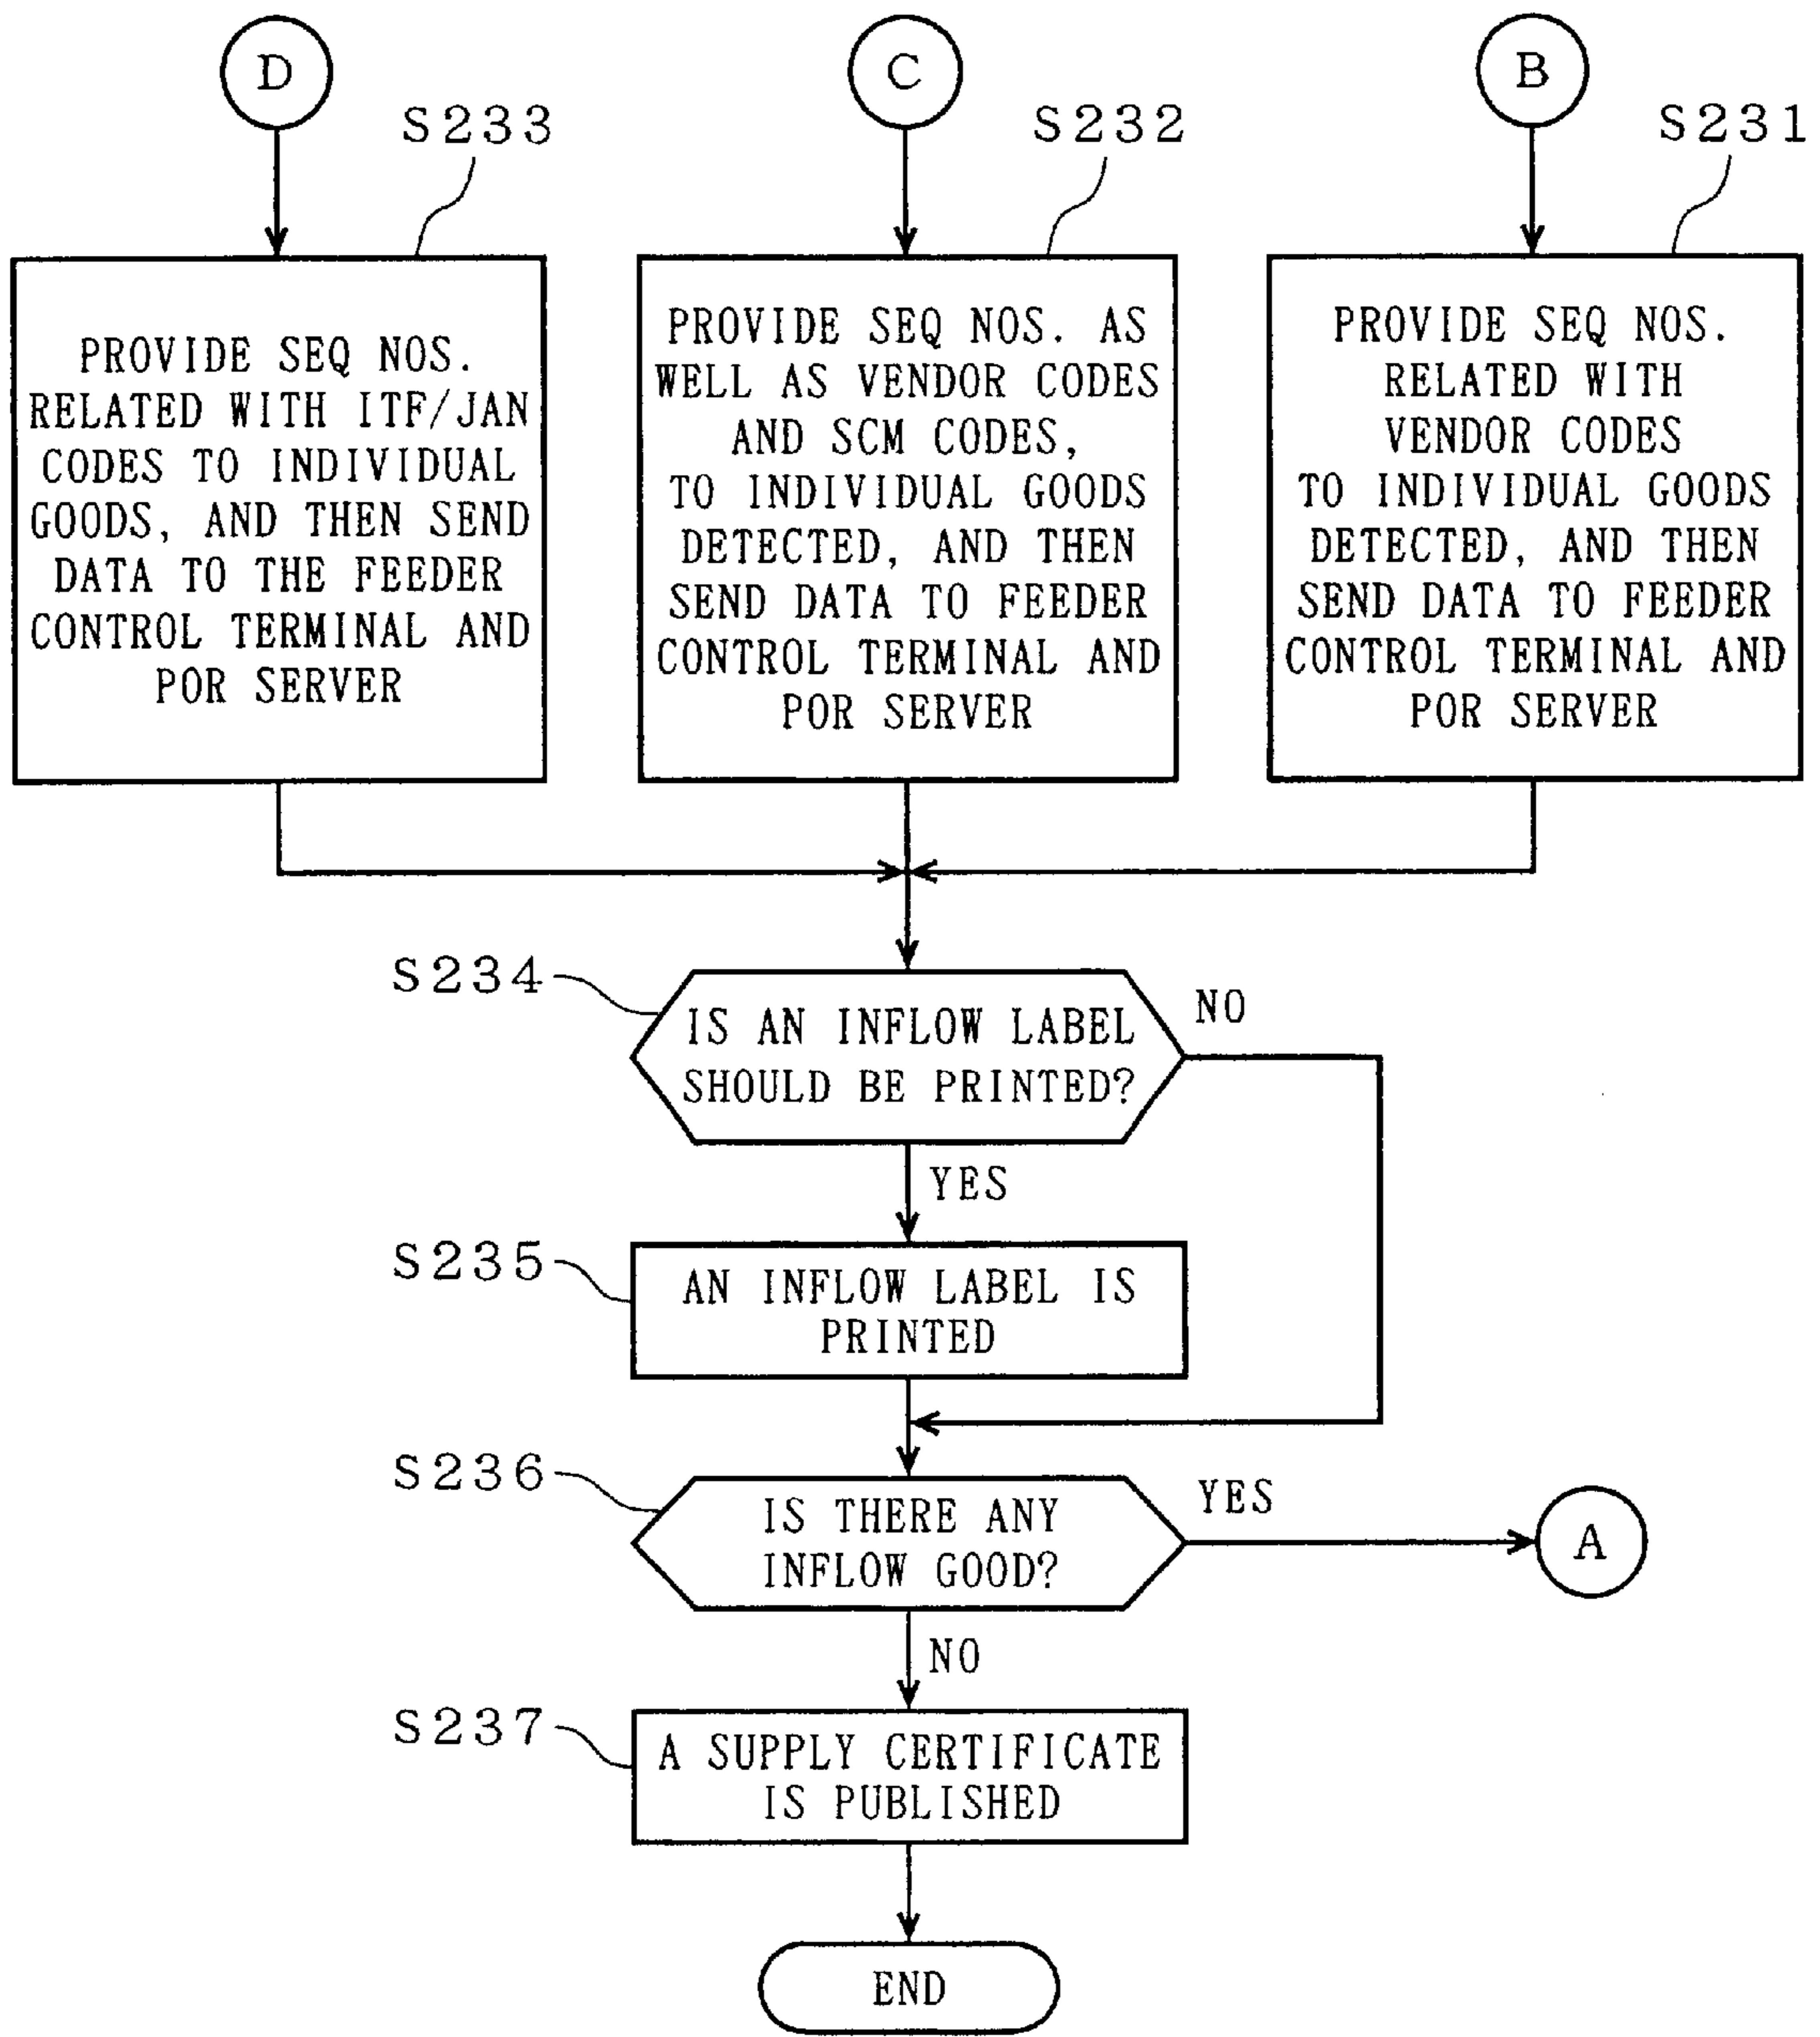 D
C
B
S233
S232
S231
PROVIDE SEQ NOS.
RELATED WITH ITF/JAN
CODES TO INDIVIDUAL
GOODS, AND THEN SEND
DATA TO THE FEEDER
CONTROL TERMINAL AND
POR SERVER
PROVIDE SEQ NOS. AS
WELL AS VENDOR CODES
AND SCM CODES,
TO INDIVIDUAL GOODS
DETECTED, AND THEN
SEND DATA TO FEEDER
CONTROL TERMINAL AND
POR SERVER
PROVIDE SEQ NOS.
RELATED WITH
VENDOR CODES
TO INDIVIDUAL GOODS
DETECTED, AND THEN
SEND DATA TO FEEDER
CONTROL TERMINAL AND
POR SERVER
S234
IS AN INFLOW LABEL
SHOULD BE PRINTED?
NO
YES
S235
AN INFLOW LABEL IS
PRINTED
S236
IS THERE ANY
INFLOW GOOD?
YES
A
NO
S237
A SUPPLY CERTIFICATE
IS PUBLISHED
END